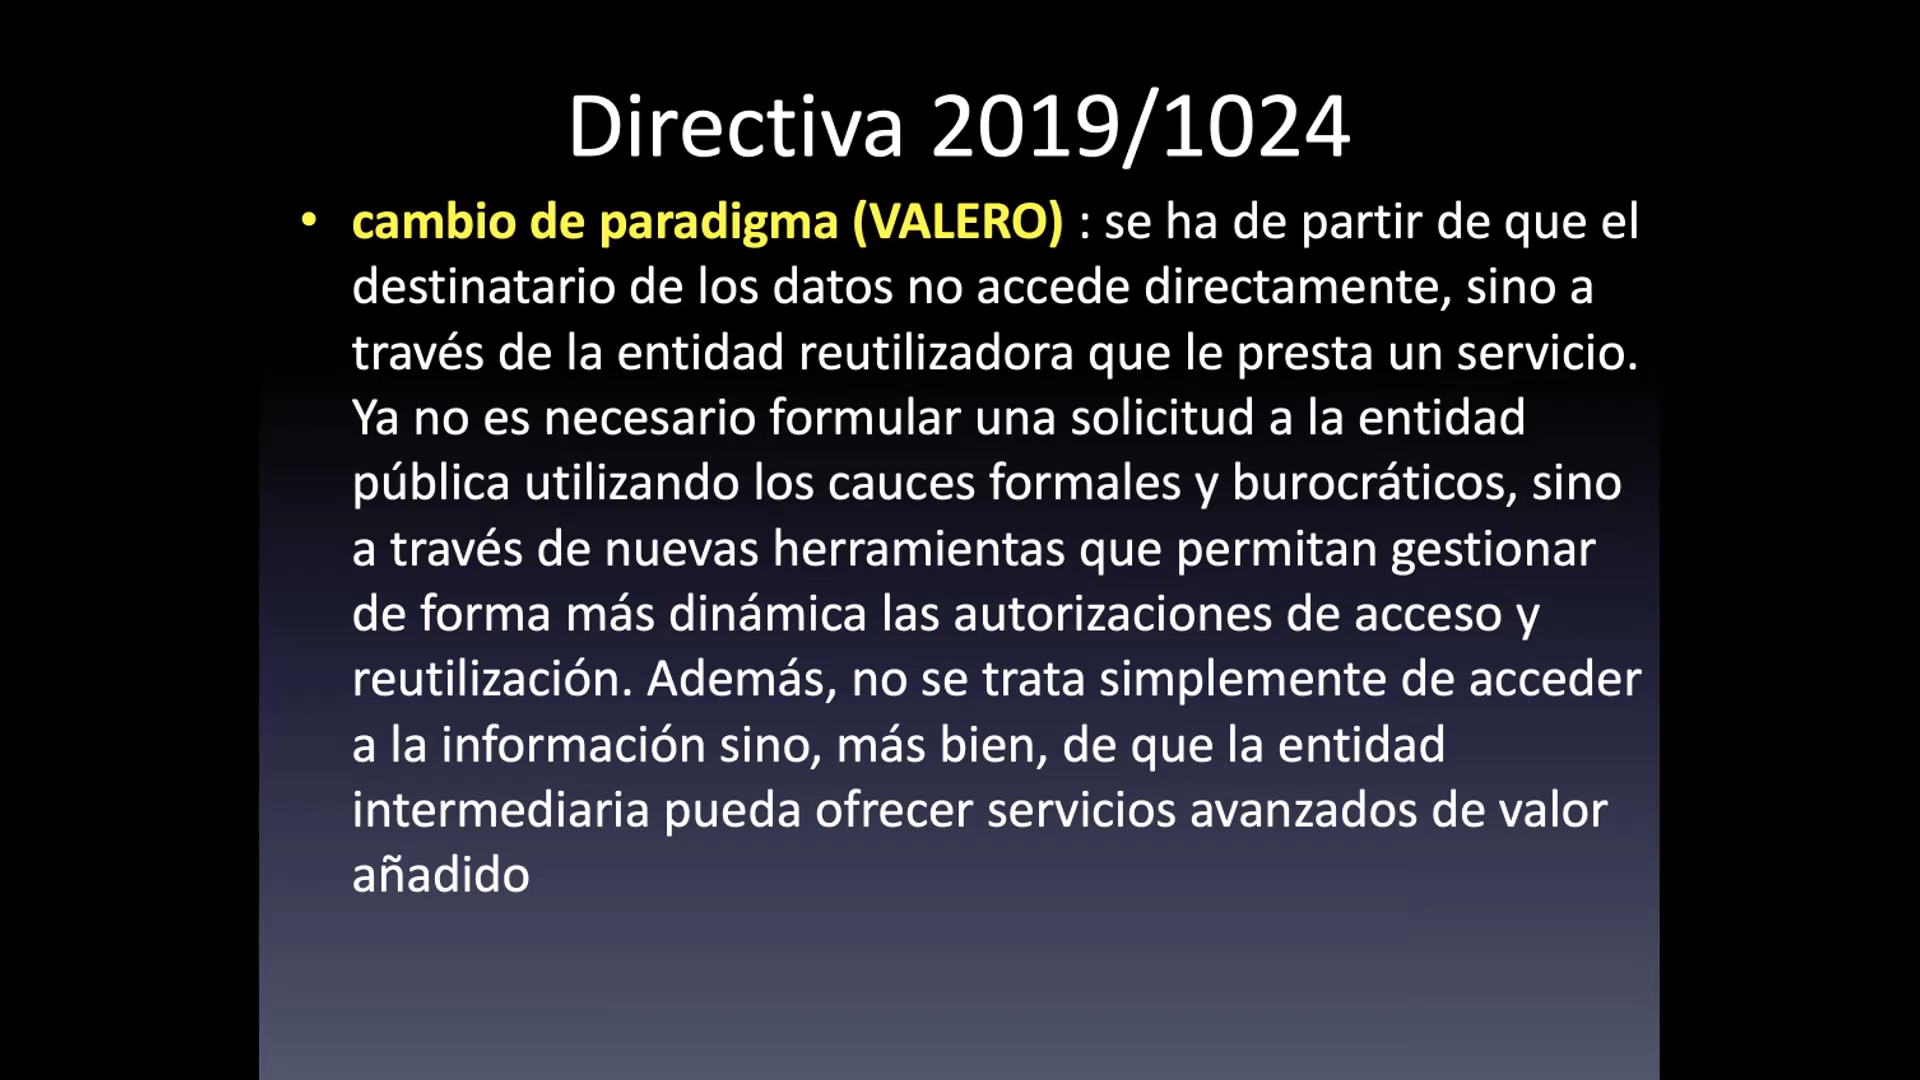 Directiva 2019/1024
• cambio de paradigma (VALERO) : se ha de partir de que el
destinatario de los datos no accede directamente, sino a
través de la entidad reutilizadora que le presta un servicio.
Ya no es necesario formular una solicitud a la entidad
pública utilizando los cauces formales y burocráticos, sino
a través de nuevas herramientas que permitan gestionar
de forma más dinámica las autorizaciones de acceso y
reutilización. Además, no se trata simplemente de acceder
a la información sino, más bien, de que la entidad
intermediaria pueda ofrecer servicios avanzados de valor
añadido